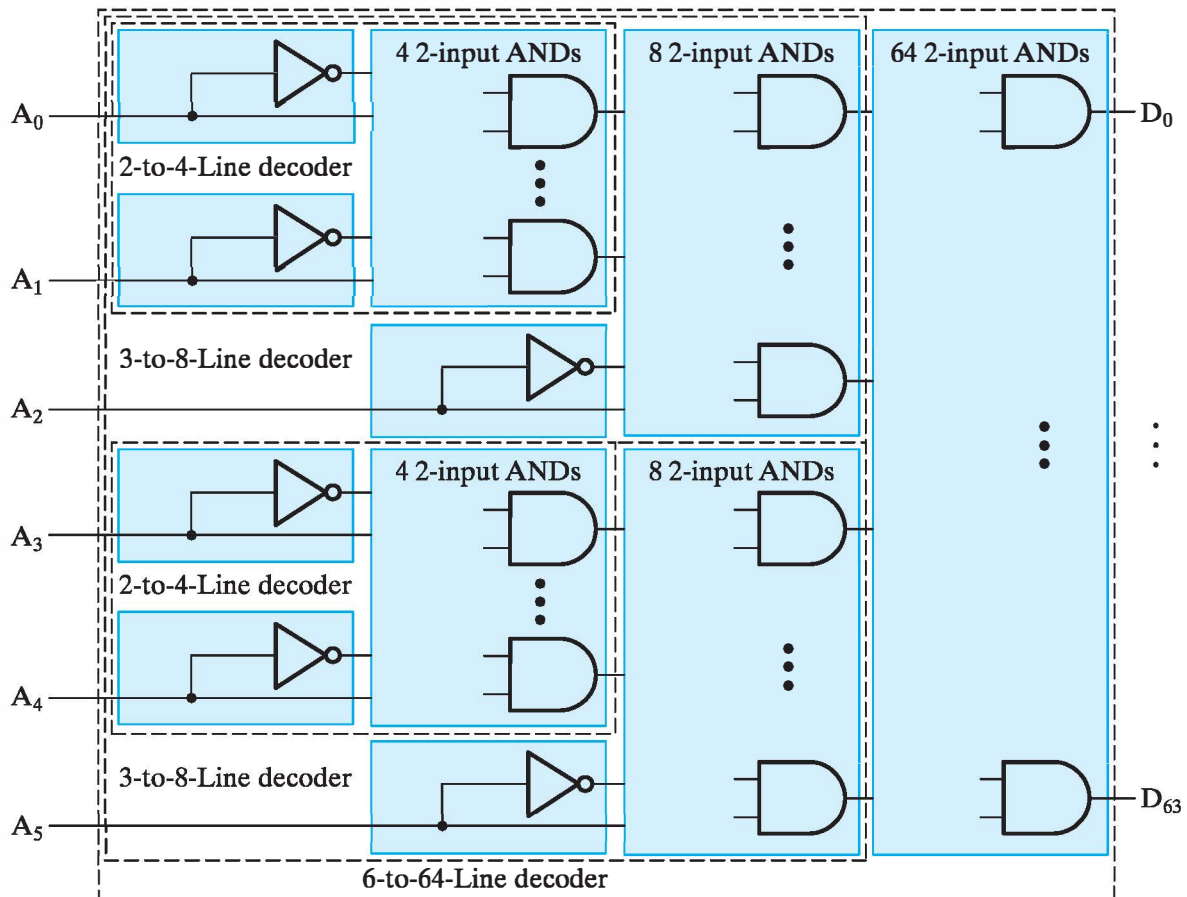 4 2-input ANDs
8 2-input ANDs
64 2-input ANDs
A0
D0
2-to-4-Line decoder
A1
3-to-8-Line decoder
A2
4 2-input ANDs
8 2-input ANDs
A3
2-to-4-Line decoder
A4
3-to-8-Line decoder
D63
A5
6-to-64-Line decoder